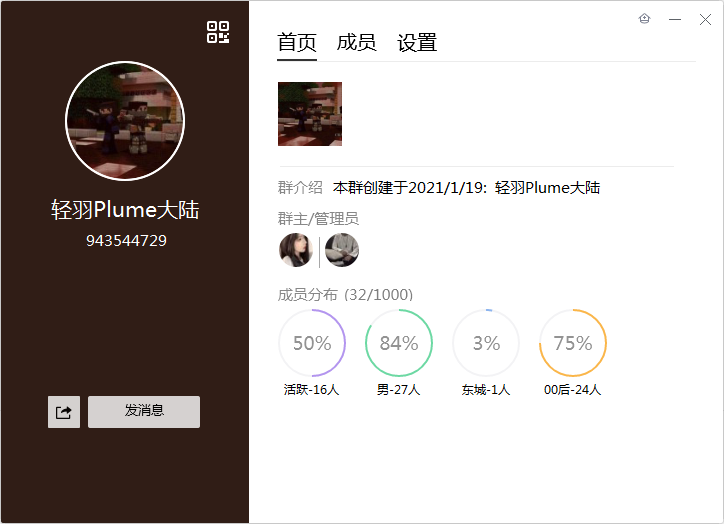 首页 成员 设置
轻羽Plume大陆
943544729
发消息
群介绍 本群创建于2021/1/19: 轻羽Plume大陆
群主/管理员
成员分布 (32/1000)
50% 84% 3% 75%
活跃-16人 男-27人 东城-1人 00后-24人